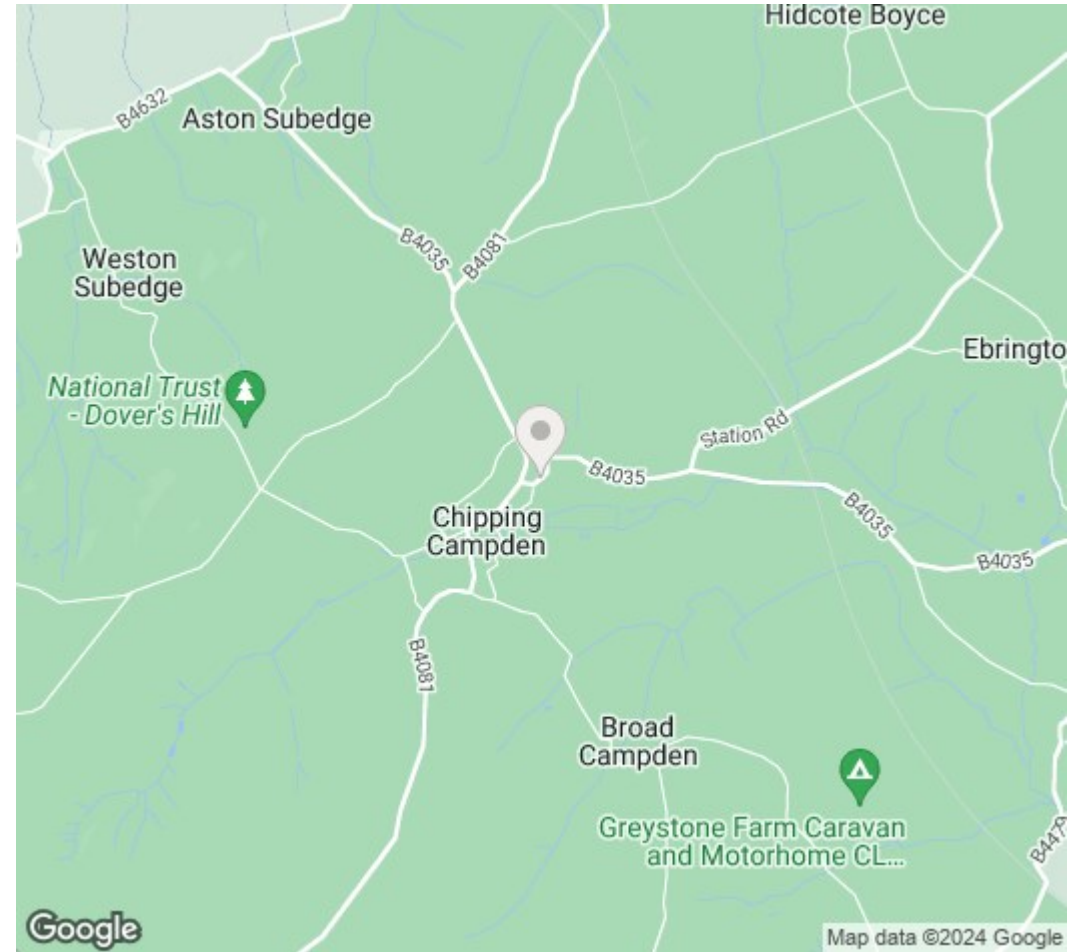 Hidcote Boyce
B4632
Aston Subedge
B4035
B4081
Weston
Subedge
Ebringto
National Trust
- Dover's Hill
Station Rd
B4035
B4035
Chipping
Campden
B4035
B4081
Broad
Campden
Greystone Farm Caravan
and Motorhome CL...
Google
Map data ©2024 Google